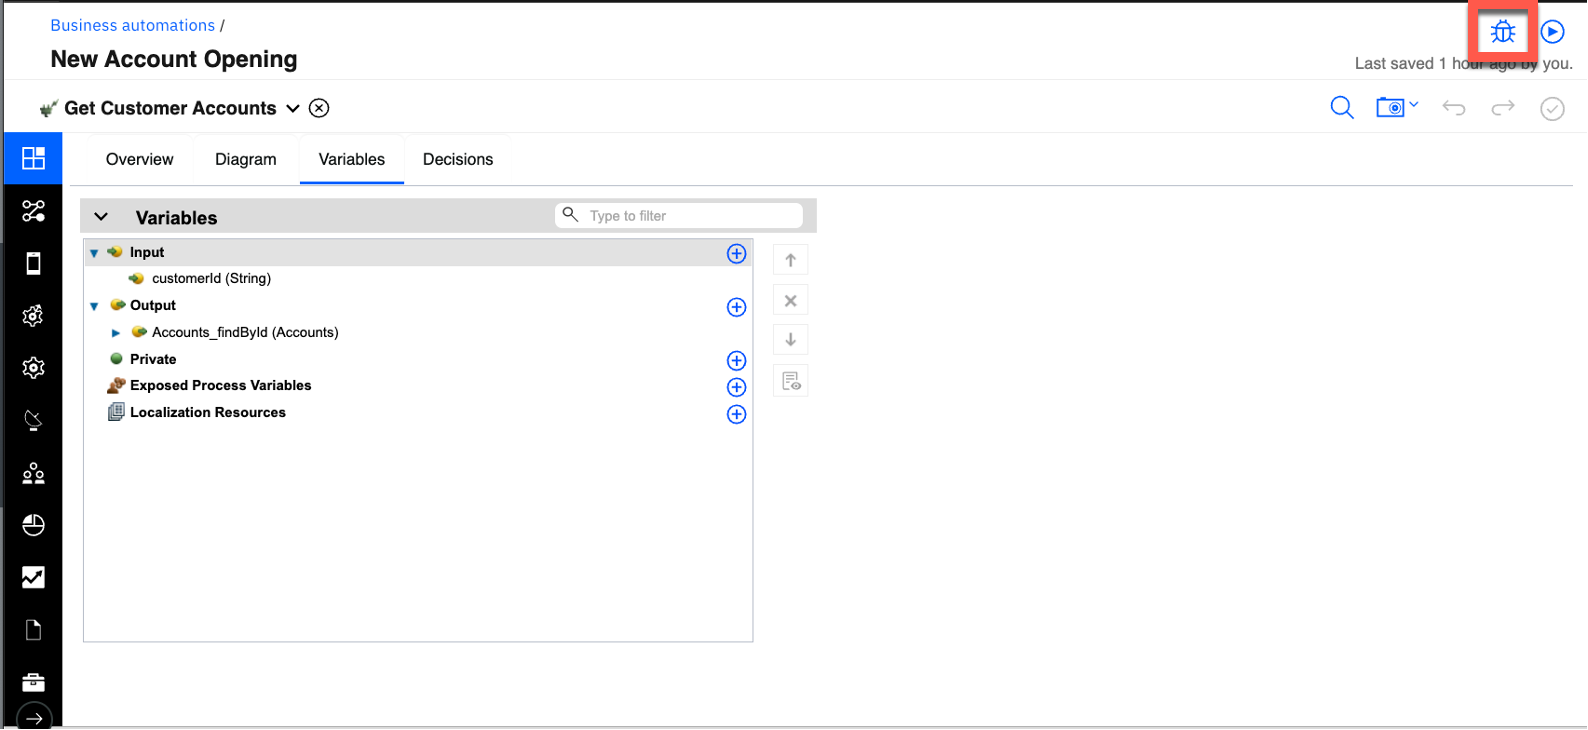 Business automations /
New Account Opening
Last saved 1 hour ago by you.
Get Customer Accounts
Overview Diagram Variables Decisions
Variables Type to filter
Input
customerId (String)
Output
Accounts_findById (Accounts)
Private
Exposed Process Variables
Localization Resources